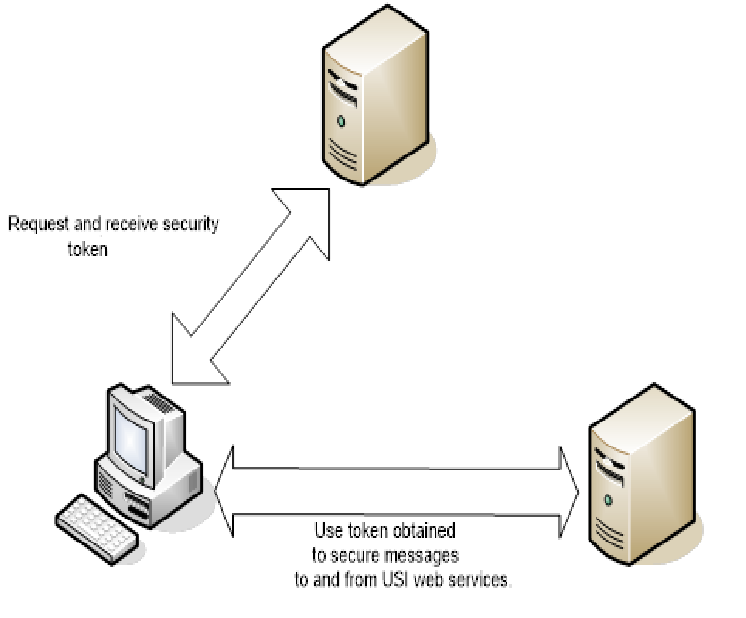 Request and receive security
token
Use token obtained
to secure messages
to and from USI web services.